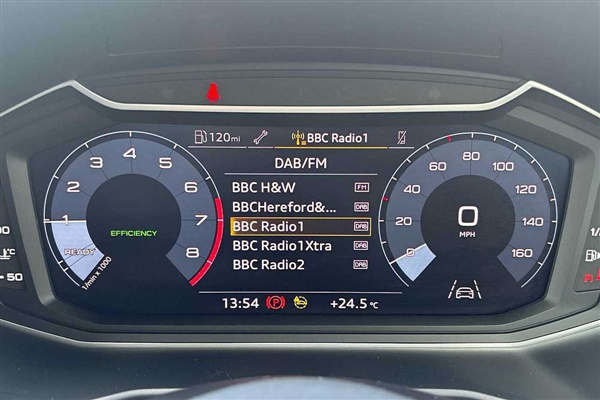 120mi BBC Radio1
DAB/FM
BBC H&W FM
BBCHereford&... DAB
BBC Radio1 DAB
BBC Radio1Xtra DAB
BBC Radio2 DAB
13:54 P +24.5 °C
READY 1 2 3 4 5 6 7 8
EFFICIENCY
1/min x 1000
0 20 40 60 80 100 120 140 160
0
MPH
°C
50
1/
R